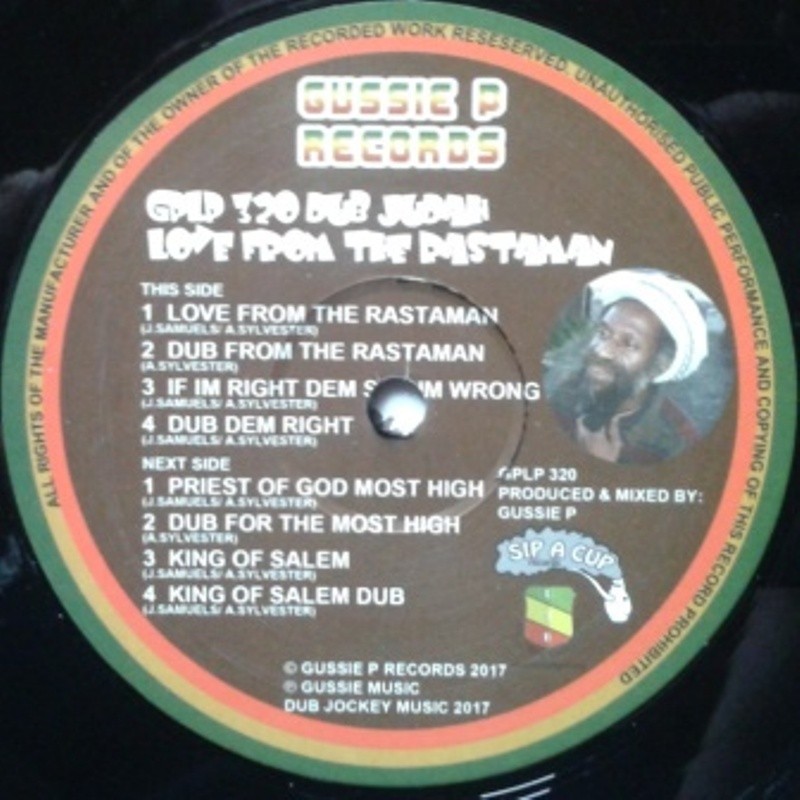 ALL RIGHTS OF THE MANUFACTURER AND OF THE OWNER OF THE RECORDED WORK RESESERVED. UNAUTHORISED PUBLIC PERFORMANCE AND COPYING OF THIS RECORD PROHIBITED
GUSSIE P
RECORDS
GPLP 320 DUB JUDAH
LOVE FROM THE RASTAMAN
THIS SIDE
1 LOVE FROM THE RASTAMAN
(J.SAMUELS/ A.SYLVESTER)
2 DUB FROM THE RASTAMAN
(A.SYLVESTER)
3 IF IM RIGHT DEM WRONG
(J.SAMUELS/ A.SYLVESTER)
4 DUB DEM RIGHT
(J.SAMUELS/ A.SYLVESTER)
NEXT SIDE
1 PRIEST OF GOD MOST HIGH
(J.SAMUELS/ A.SYLVESTER)
2 DUB FOR THE MOST HIGH
(A.SYLVESTER)
3 KING OF SALEM
(J.SAMUELS/ A.SYLVESTER)
4 KING OF SALEM DUB
(J.SAMUELS/ A.SYLVESTER)
GPLP 320
PRODUCED & MIXED BY:
GUSSIE P
SIP A CUP
© GUSSIE P RECORDS 2017
℗ GUSSIE MUSIC
DUB JOCKEY MUSIC 2017